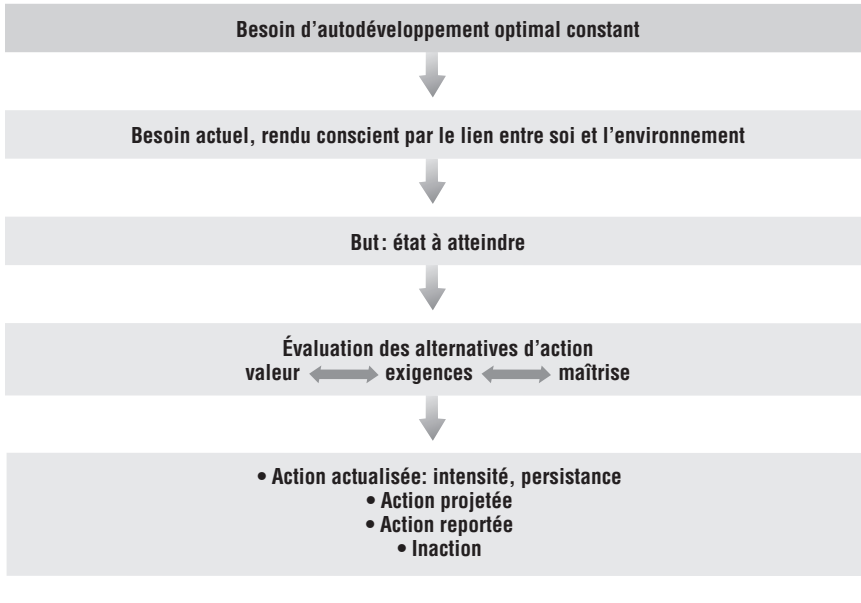 Besoin d'autodéveloppement optimal constant
Besoin actuel, rendu conscient par le lien entre soi et l'environnement
But : état à atteindre
Évaluation des alternatives d'action
valeur exigences maîtrise
• Action actualisée: intensité, persistance
• Action projetée
• Action reportée
• Inaction